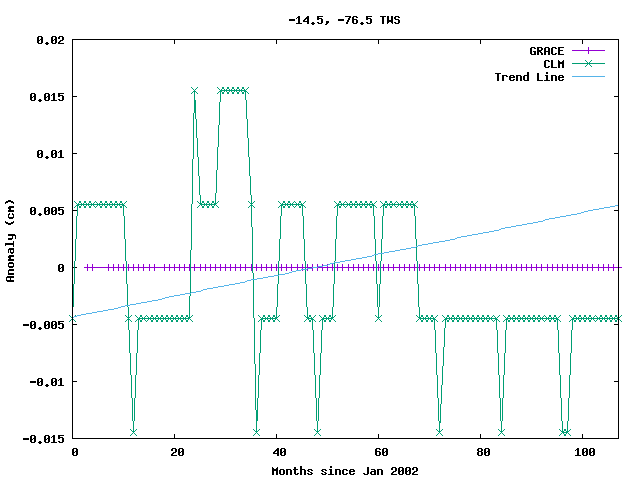 -14.5, -76.5 TWS
0.02
0.015
0.01
0.005
0
-0.005
-0.01
-0.015
Anomaly (cm)
GRACE
CLM
Trend Line
0 20 40 60 80 100
Months since Jan 2002